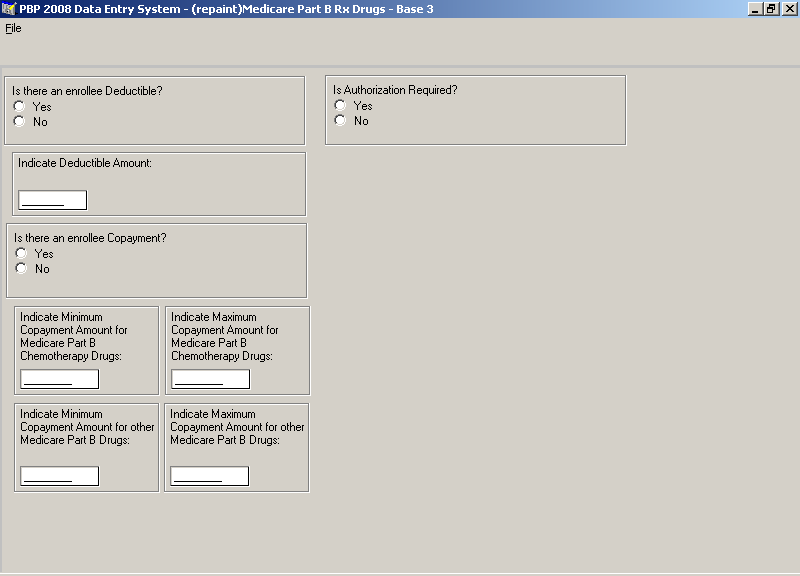 PBP 2008 Data Entry System - (repaint)Medicare Part B Rx Drugs - Base 3
File
Is there an enrollee Deductible?
Yes
No
Is Authorization Required?
Yes
No
Indicate Deductible Amount:
Is there an enrollee Copayment?
Yes
No
Indicate Minimum
Copayment Amount for
Medicare Part B
Chemotherapy Drugs:
Indicate Maximum
Copayment Amount for
Medicare Part B
Chemotherapy Drugs:
Indicate Minimum
Copayment Amount for other
Medicare Part B Drugs:
Indicate Maximum
Copayment Amount for other
Medicare Part B Drugs: